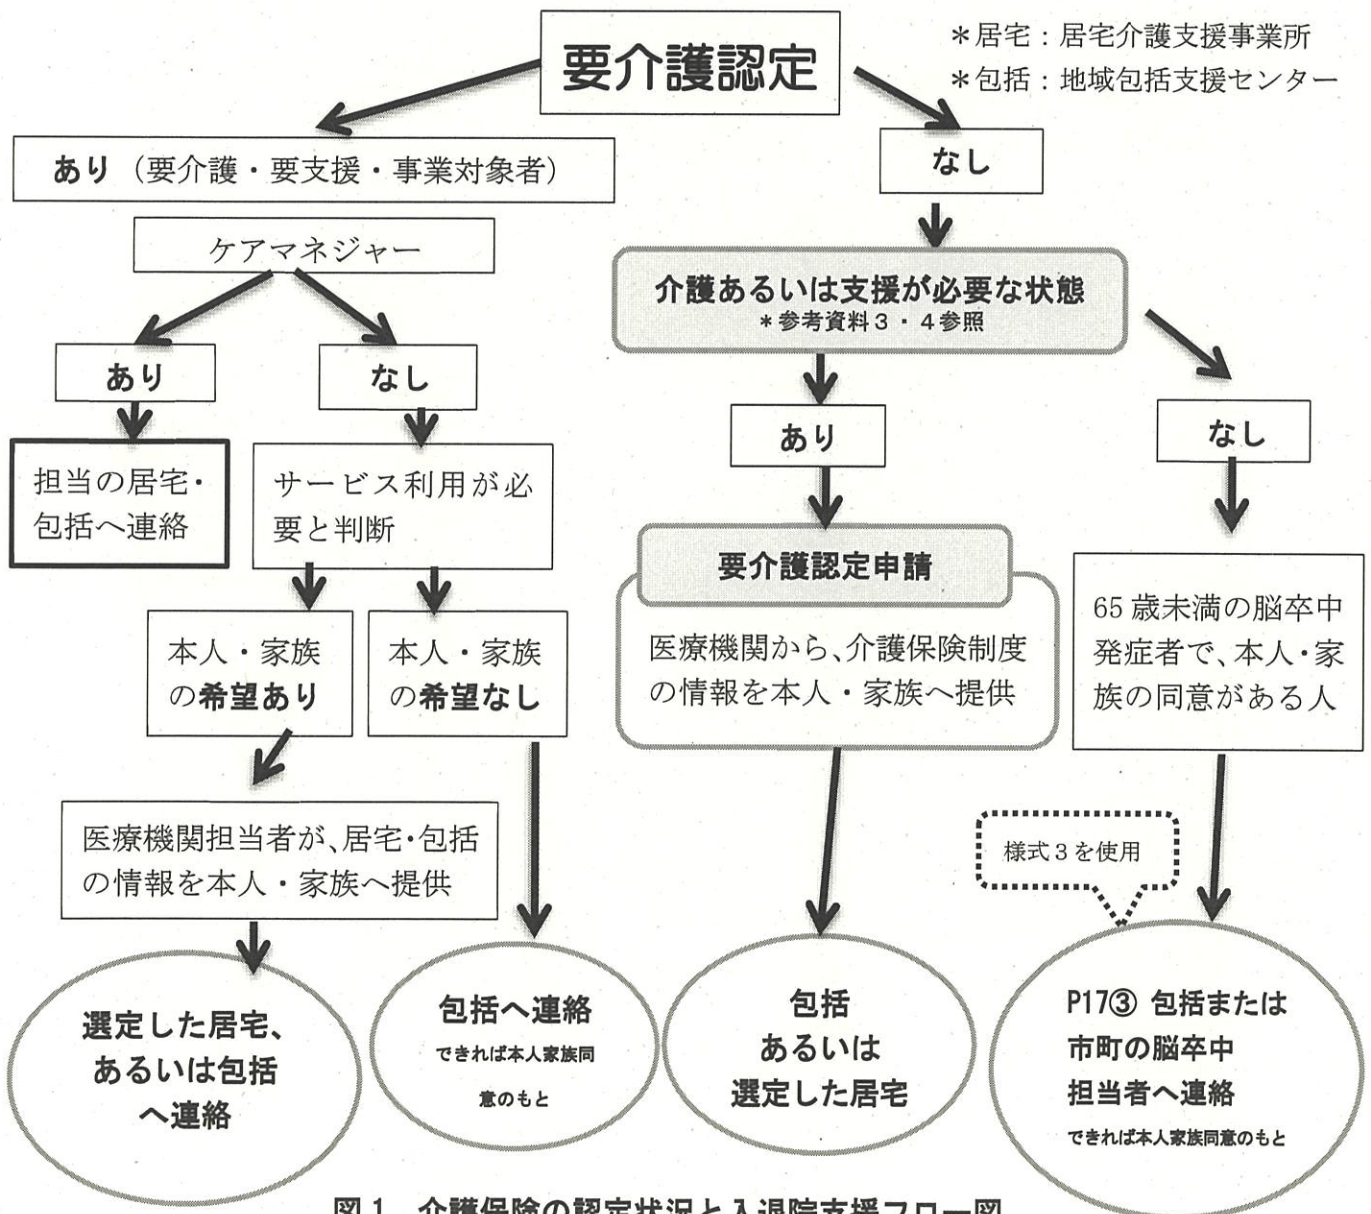 要介護認定
＊居宅：居宅介護支援事業所
＊包括：地域包括支援センター
あり（要介護・要支援・事業対象者）
なし
ケアマネジャー
介護あるいは支援が必要な状態
＊参考資料３・４参照
あり
なし
あり
なし
担当の居宅・
包括へ連絡
サービス利用が必
要と判断
要介護認定申請
医療機関から、介護保険制度
の情報を本人・家族へ提供
65歳未満の脳卒中
発症者で、本人・家
族の同意がある人
本人・家族
の希望あり
本人・家族
の希望なし
医療機関担当者が、居宅・包括
の情報を本人・家族へ提供
様式３を使用
選定した居宅、
あるいは包括
へ連絡
包括へ連絡
できれば本人家族同
意のもと
包括
あるいは
選定した居宅
P17③ 包括または
市町の脳卒中
担当者へ連絡
できれば本人家族同意のもと
図１ 介護保険の認定状況と入退院支援フロー図